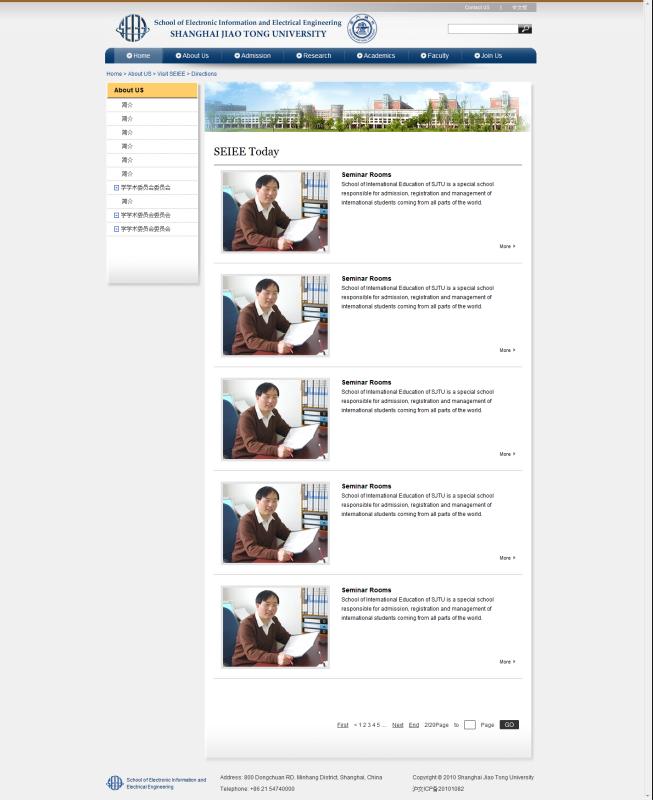 Contact US | 中文版
School of Electronic Information and Electrical Engineering
SHANGHAI JIAO TONG UNIVERSITY
Home About Us Admission Research Academics Faculty Join Us
Home > About US > Visit SEIEE > Directions
About US
简介
简介
简介
简介
简介
简介
学学术委员会委员会
简介
学学术委员会委员会
学学术委员会委员会
SEIEE Today
Seminar Rooms
School of International Education of SJTU is a special school
responsible for admission, registration and management of
international students coming from all parts of the world.
More
Seminar Rooms
School of International Education of SJTU is a special school
responsible for admission, registration and management of
international students coming from all parts of the world.
More
Seminar Rooms
School of International Education of SJTU is a special school
responsible for admission, registration and management of
international students coming from all parts of the world.
More
Seminar Rooms
School of International Education of SJTU is a special school
responsible for admission, registration and management of
international students coming from all parts of the world.
More
Seminar Rooms
School of International Education of SJTU is a special school
responsible for admission, registration and management of
international students coming from all parts of the world.
More
First < 1 2 3 4 5 ... Next End 2/20Page to Page GO
School of Electronic Information and
Electrical Engineering
Address: 800 Dongchuan RD, Minhang District, Shanghai, China
Telephone: +86 21 54740000
Copyright © 2010 Shanghai Jiao Tong University
沪交ICP备20101082